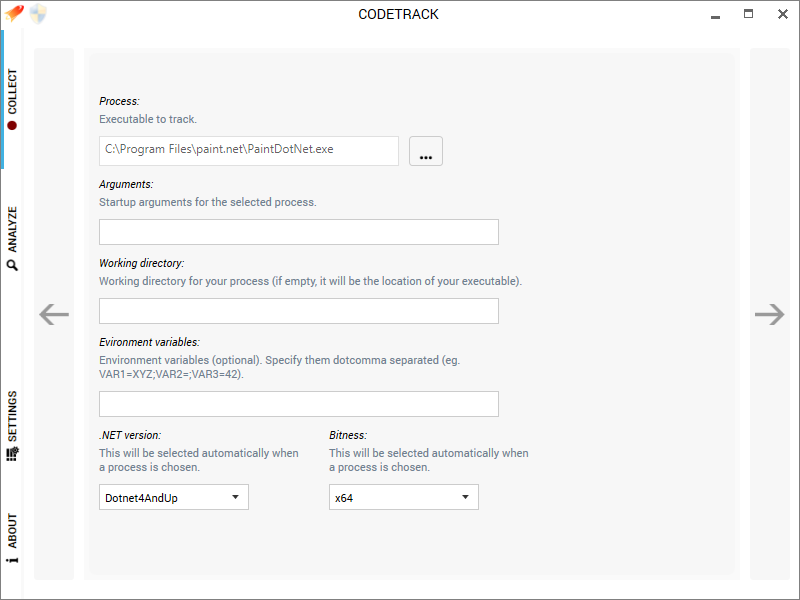 CODETRACK
COLLECT
ANALYZE
SETTINGS
ABOUT
Process:
Executable to track.
C:\Program Files\paint.net\PaintDotNet.exe
...
Arguments:
Startup arguments for the selected process.
Working directory:
Working directory for your process (if empty, it will be the location of your executable).
Evironment variables:
Environment variables (optional). Specify them dotcomma separated (eg.
VAR1=XYZ;VAR2=;VAR3=42).
.NET version:
This will be selected automatically when
a process is chosen.
Dotnet4AndUp
Bitness:
This will be selected automatically when
a process is chosen.
x64